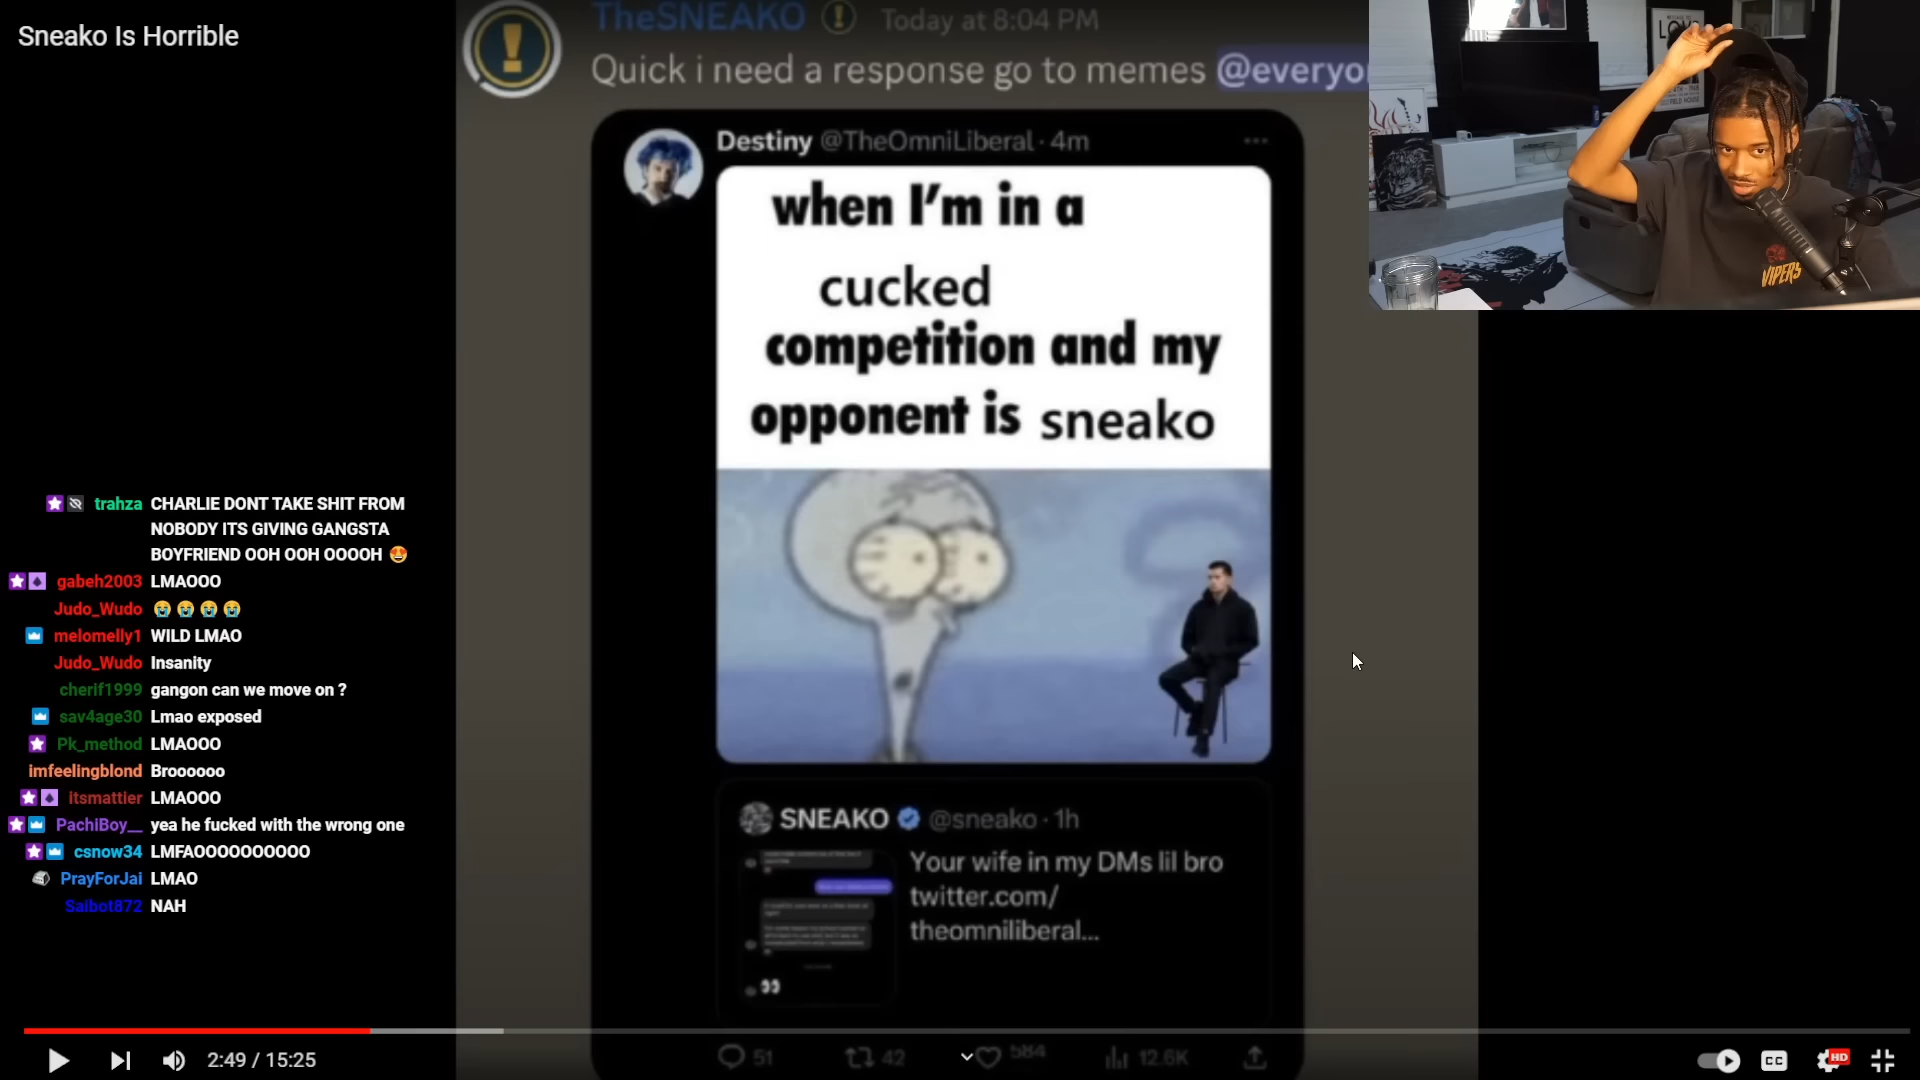 Sneako Is Horrible
TheSNEAKO Today at 8:04 PM
Quick i need a response go to memes @everyo
Destiny @TheOmniLiberal · 4m
when I'm in a
cucked
competition and my
opponent is sneako
SNEAKO @sneako · 1h
Your wife in my DMs lil bro
twitter.com/
theomniliberal...
51 42 584 12.6K
VIPERS
trahza CHARLIE DONT TAKE SHIT FROM
NOBODY ITS GIVING GANGSTA
BOYFRIEND OOH OOH OOOOH 🤩
gabeh2003 LMAOOO
Judo_Wudo 😭 😭 😭 😭
melomelly1 WILD LMAO
Judo_Wudo Insanity
cherif1999 gangon can we move on ?
sav4age30 Lmao exposed
Pk_method LMAOOO
imfeelingblond Broooooo
itsmattier LMAOOO
PachiBoy__ yea he fucked with the wrong one
csnow34 LMFAOOOOOOOOOO
PrayForJai LMAO
Saibot872 NAH
2:49 / 15:25
CC
HD